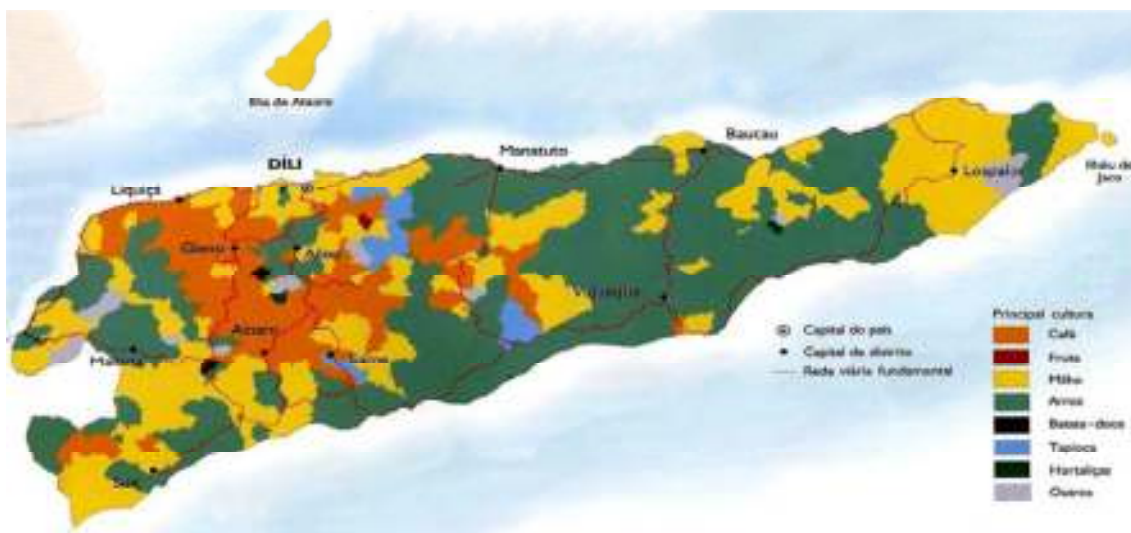 Ilha de Ataúro
DÍLI
Manatuto
Baucau
Liquiçá
Lospalos
Ilhéu de
Jaco
Viqueque
Ainaro
Suai
Capital do país
Capital de distrito
Rede viária fundamental
Principal cultura
Café
Fruta
Milho
Arroz
Batata-doce
Tapioca
Hortaliças
Outros